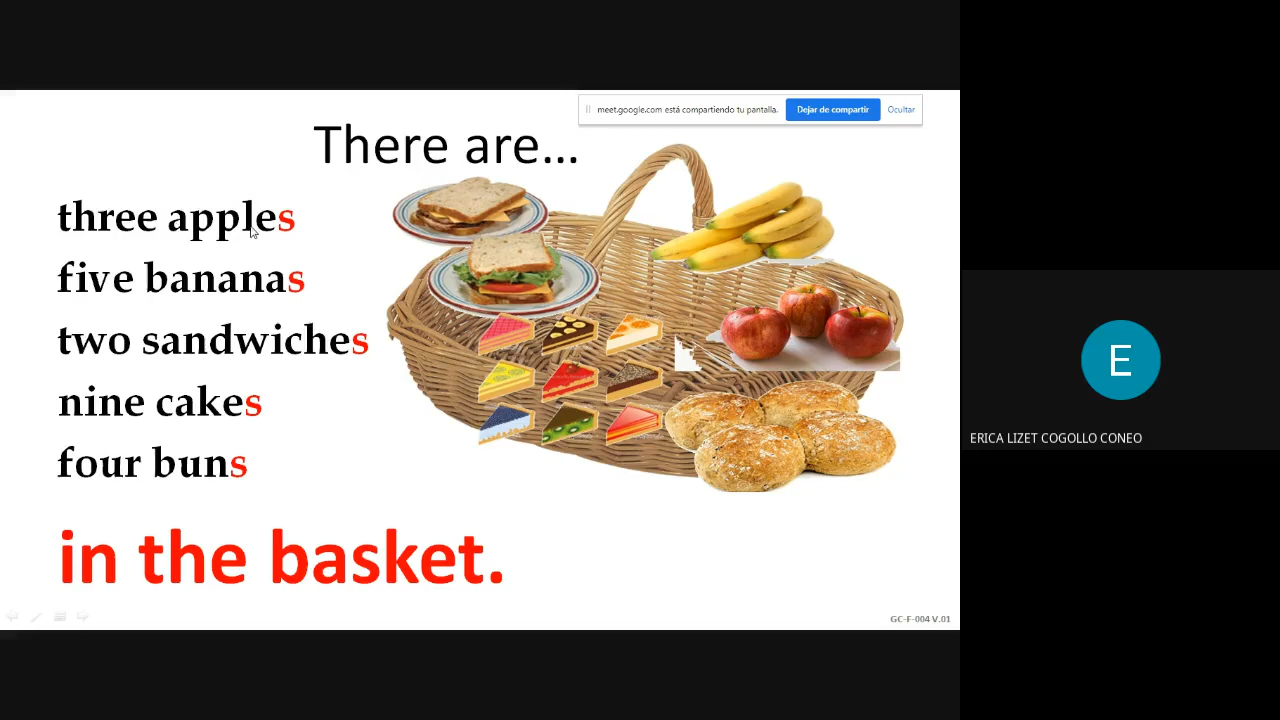 meet.google.com está compartiendo tu pantalla. Dejar de compartir Ocultar
There are...
three apples
five bananas
two sandwiches
nine cakes
four buns
in the basket.
GC-F-004 V.01
E
ERICA LIZET COGOLLO CONEO